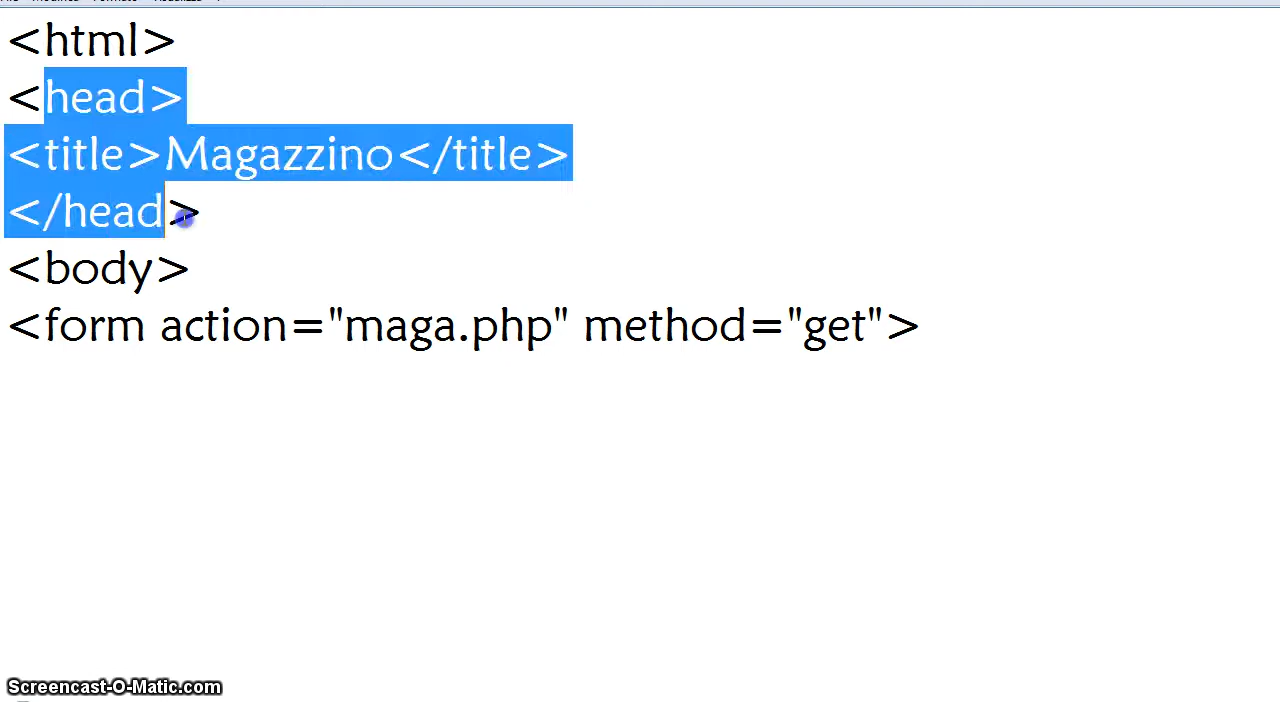 <html>
<head>
<title>Magazzino</title>
</head>
<body>
<form action="maga.php" method="get">
Screencast-O-Matic.com